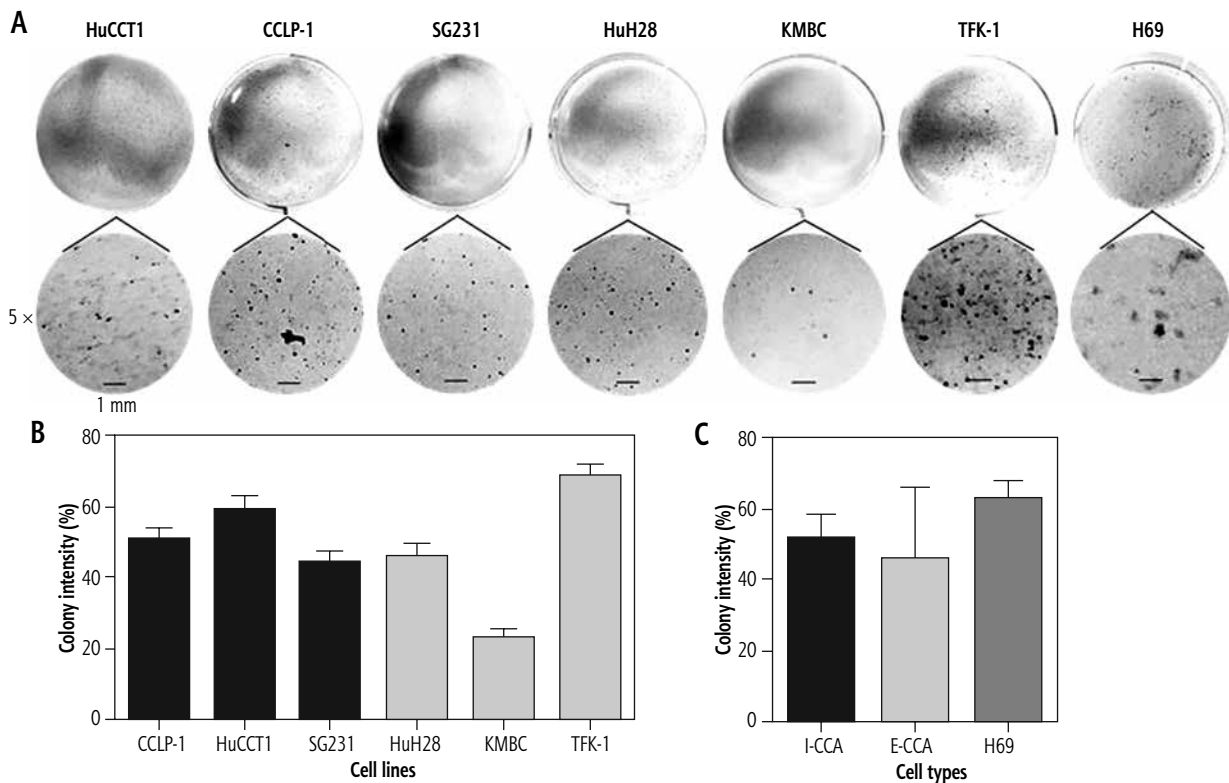 A
HuCCT1 CCLP-1 SG231 HuH28 KMBC TFK-1 H69
5 ×
1 mm
B
80
60
40
20
0
Colony intensity (%)
CCLP-1 HuCCT1 SG231 HuH28 KMBC TFK-1
Cell lines
C
80
60
40
20
0
Colony intensity (%)
I-CCA E-CCA H69
Cell types